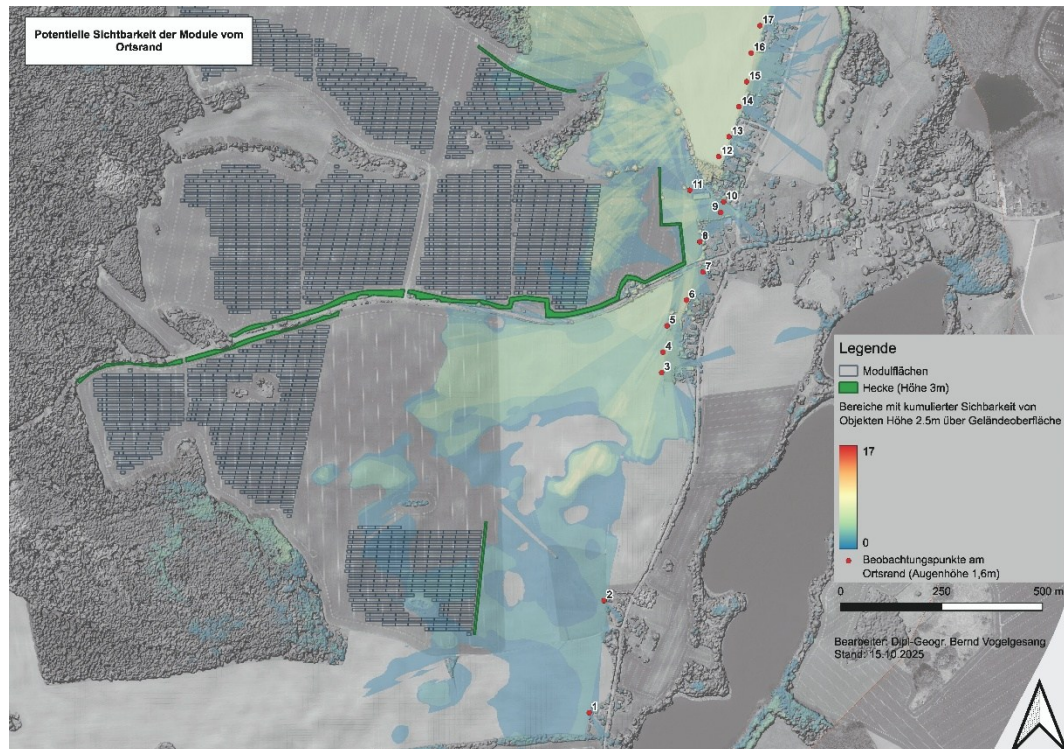 Potentielle Sichtbarkeit der Module vom
Ortsrand
17
16
15
14
13
12
11
10
9
8
7
6
5
4
3
2
1
Legende
Modulflächen
Hecke (Höhe 3m)
Bereiche mit kumulierter Sichbarkeit von
Objekten Höhe 2.5m über Geländeoberfläche
17
0
Beobachtungspunkte am
Ortsrand (Augenhöhe 1,6m)
0 250 500 m
Bearbeiter: Dipl-Geogr. Bernd Vogelgesang
Stand: 15.10.2025